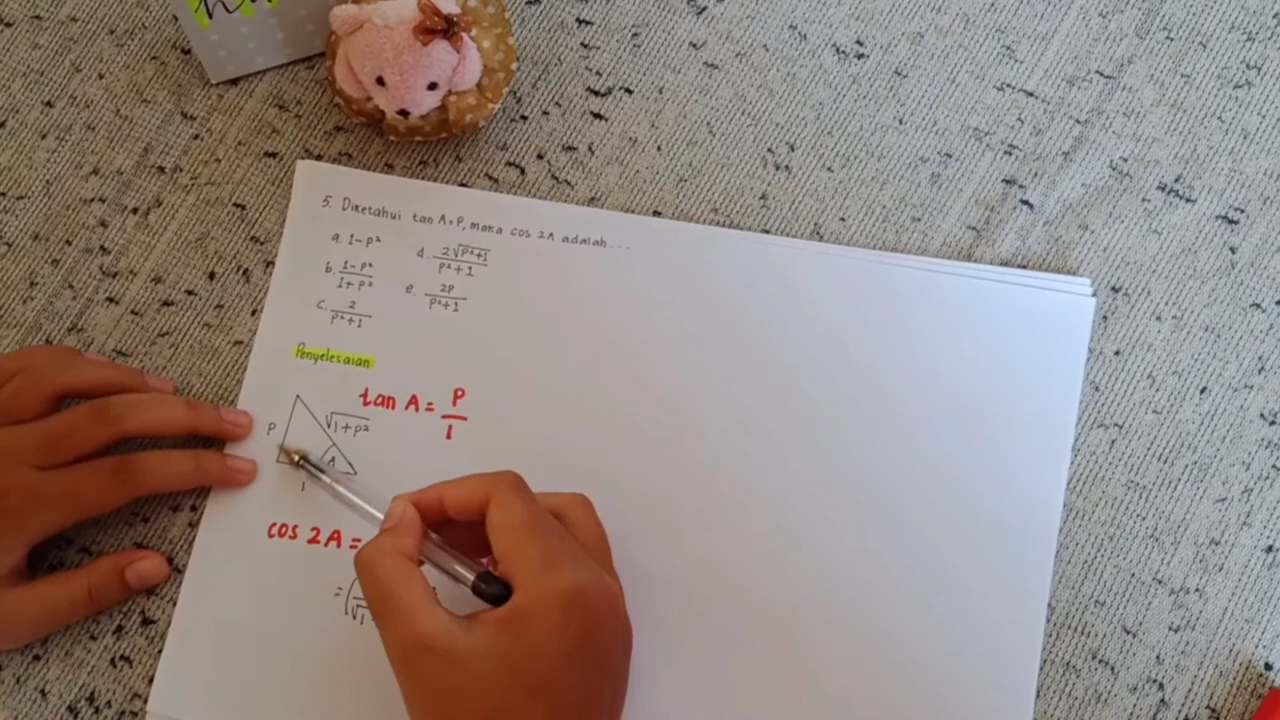 5. Diketahui tan A=P, maka cos 2A adalah...
a. 1-p²
d. 2√(p²+1) / p²+1
b. 1-p² / 1+p²
e. 2p / p²+1
c. 2 / p²+1
Penyelesaian:
tan A = P / 1
P
√1+p²
A
1
cos 2A =
=(